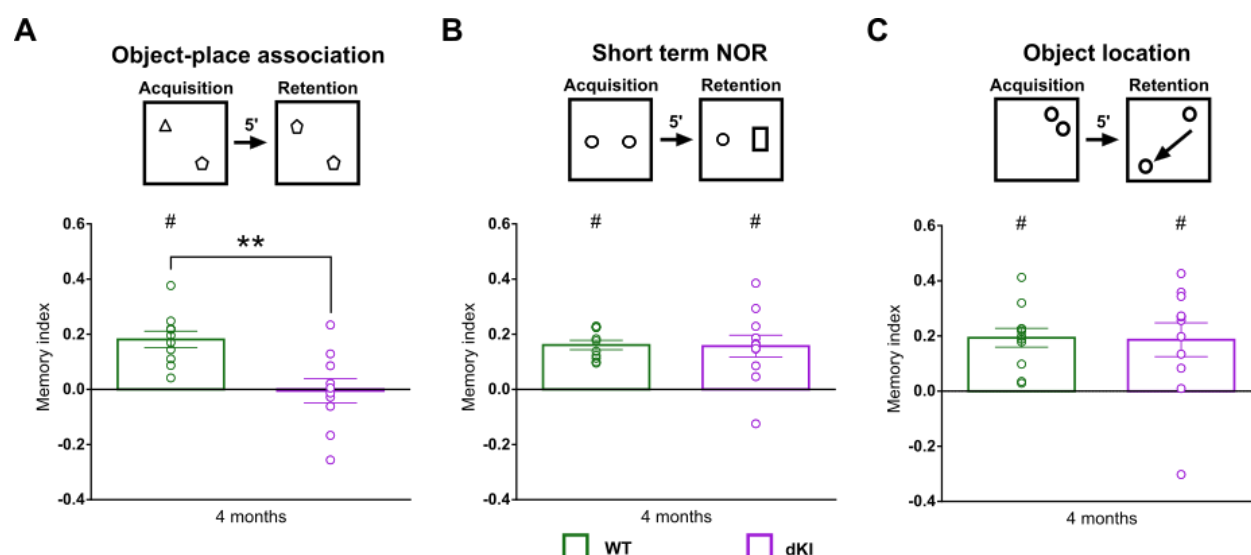 A
Object-place association
Acquisition
Retention
5'
#
**
0.6
0.4
0.2
0.0
-0.2
-0.4
Memory index
4 months
B
Short term NOR
Acquisition
Retention
5'
#
#
0.6
0.4
0.2
0.0
-0.2
-0.4
Memory index
4 months
C
Object location
Acquisition
Retention
5'
#
#
0.6
0.4
0.2
0.0
-0.2
-0.4
Memory index
4 months
WT
dKI